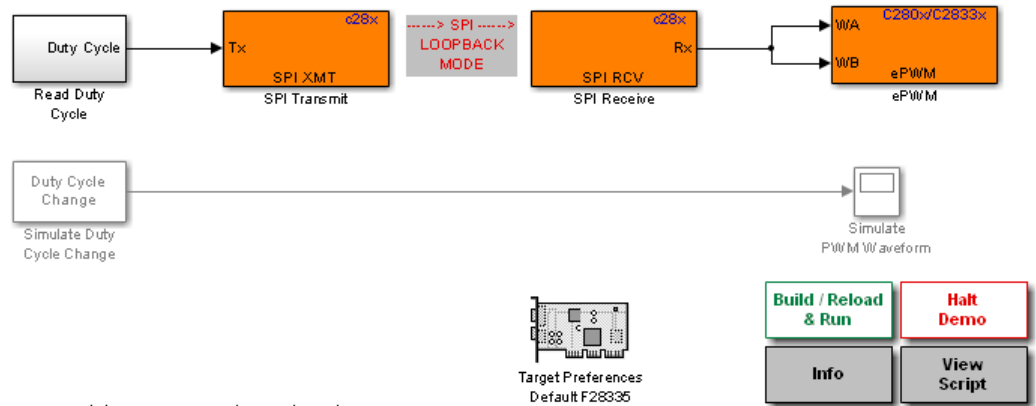 Duty Cycle
Read Duty
Cycle
c28x
Tx
SPI XMT
SPI Transmit
------> SPI ------>
LOOPBACK
MODE
c28x
Rx
SPI RCV
SPI Receive
C280x/C2833x
WA
WB
ePWM
ePWM
Duty Cycle
Change
Simulate Duty
Cycle Change
Simulate
PWM Waveform
Target Preferences
Default F28335
Build / Reload
& Run
Halt
Demo
Info
View
Script